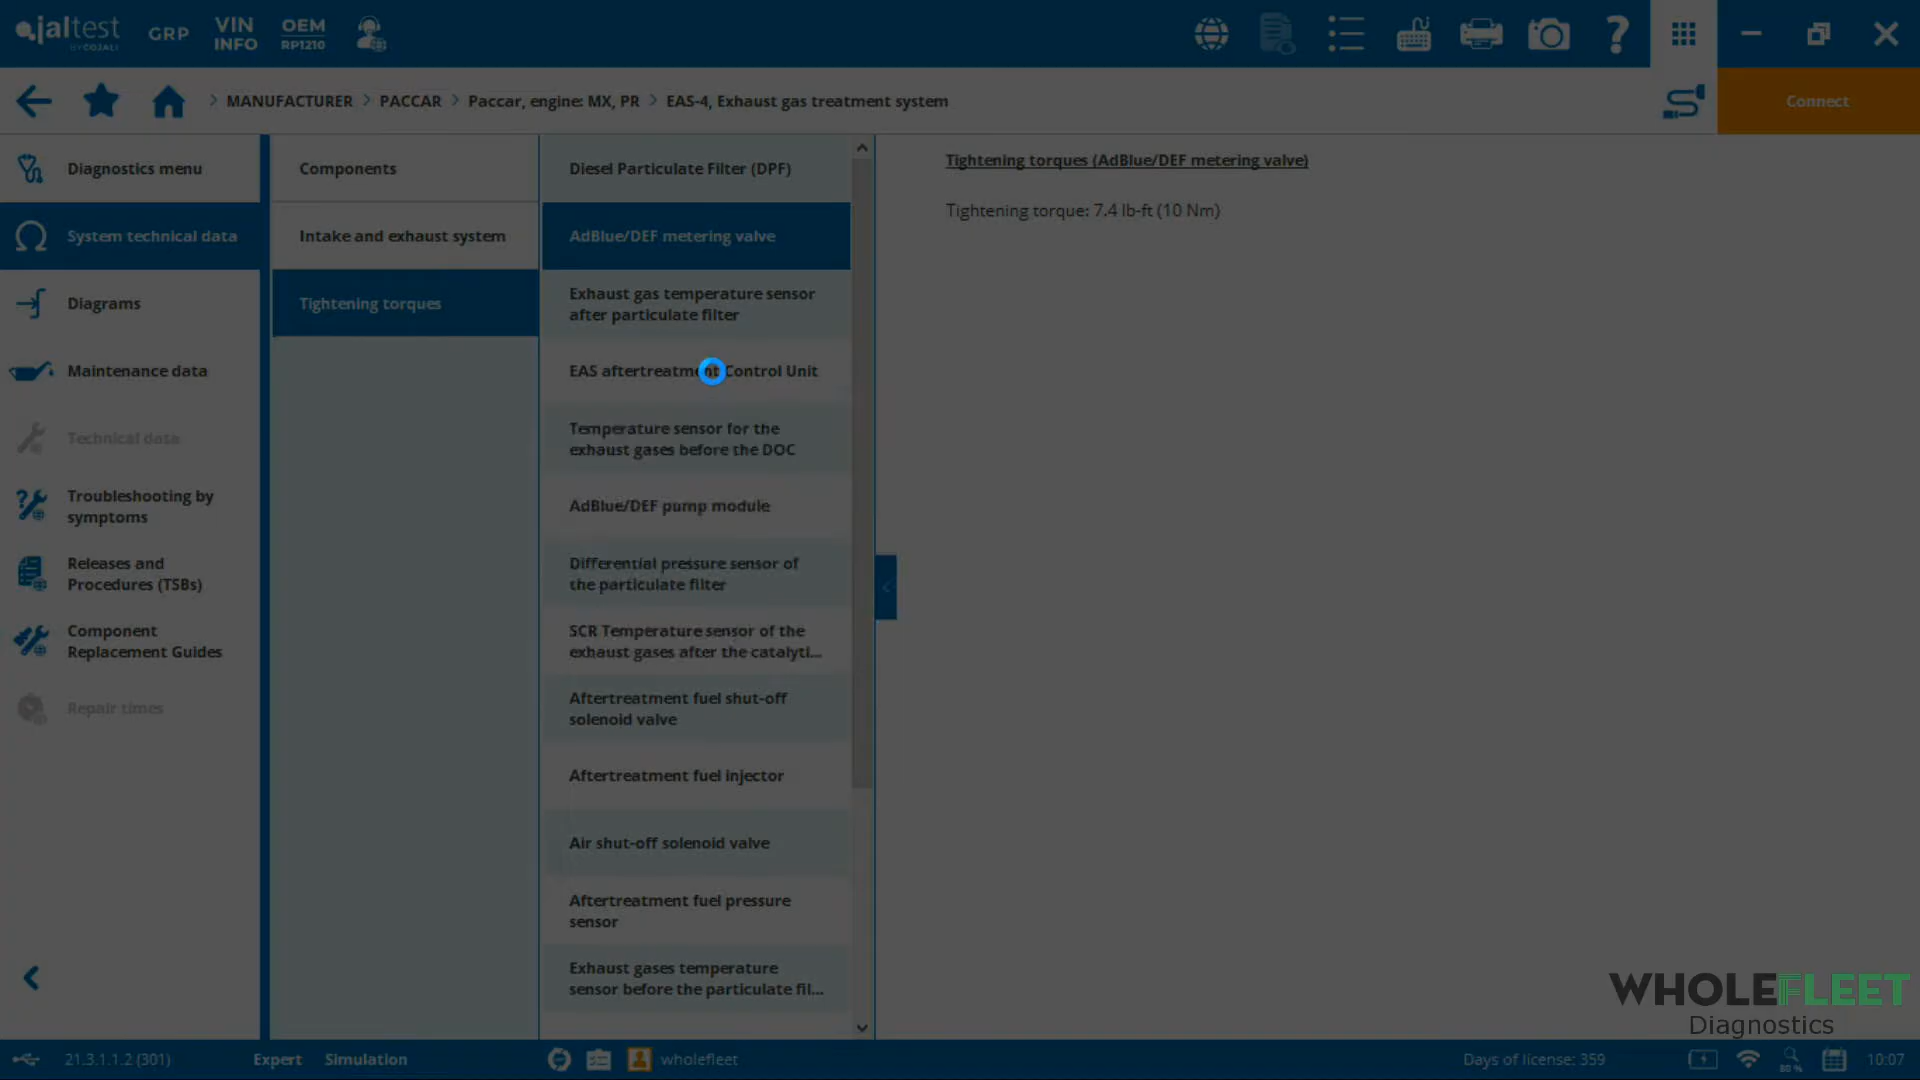 jaltest
BY COJALI
GRP
VIN
INFO
OEM
RP1210
MANUFACTURER
PACCAR
Paccar, engine: MX, PR
EAS-4, Exhaust gas treatment system
Connect
Diagnostics menu
System technical data
Diagrams
Maintenance data
Technical data
Troubleshooting by
symptoms
Releases and
Procedures (TSBs)
Component
Replacement Guides
Repair times
Components
Intake and exhaust system
Tightening torques
Diesel Particulate Filter (DPF)
AdBlue/DEF metering valve
Exhaust gas temperature sensor
after particulate filter
EAS aftertreatment Control Unit
Temperature sensor for the
exhaust gases before the DOC
AdBlue/DEF pump module
Differential pressure sensor of
the particulate filter
SCR Temperature sensor of the
exhaust gases after the catalyti...
Aftertreatment fuel shut-off
solenoid valve
Aftertreatment fuel injector
Air shut-off solenoid valve
Aftertreatment fuel pressure
sensor
Exhaust gases temperature
sensor before the particulate fil...
Tightening torques (AdBlue/DEF metering valve)
Tightening torque: 7.4 lb-ft (10 Nm)
WHOLEFLEET
Diagnostics
21.3.1.1.2 (301)
Expert
Simulation
wholefleet
Days of license: 359
80 %
10:07